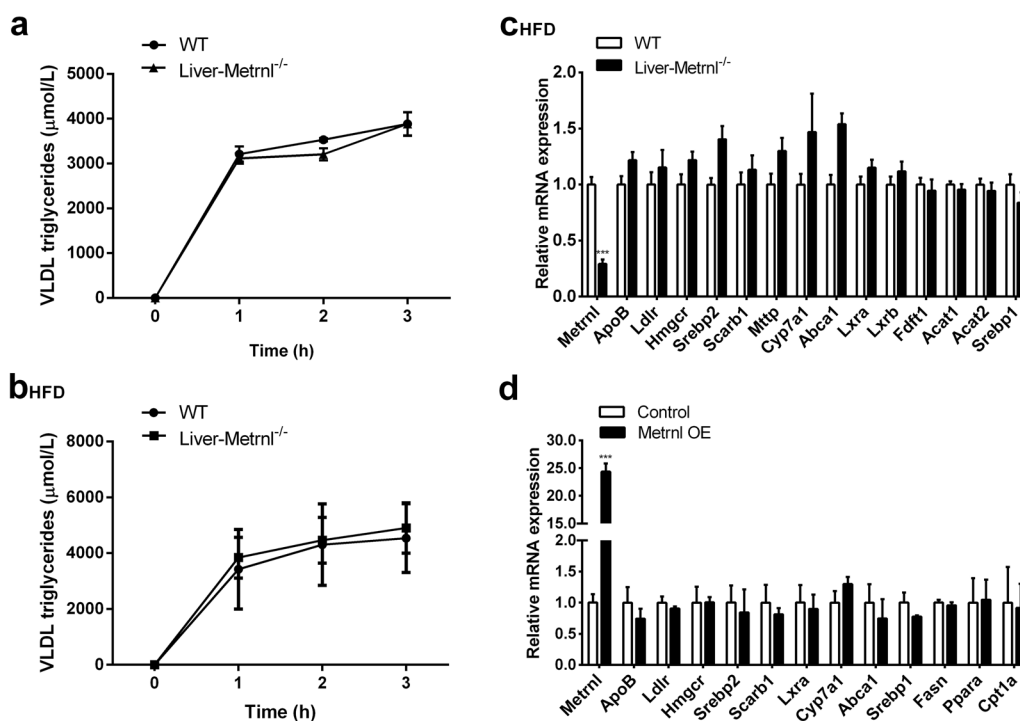 a
WT
Liver-Metrnl-/-
VLDL triglycerides (μmol/L)
5000
4000
3000
2000
1000
0
0 1 2 3
Time (h)
b HFD
WT
Liver-Metrnl-/-
VLDL triglycerides (μmol/L)
8000
6000
4000
2000
0
0 1 2 3
Time (h)
c HFD
WT
Liver-Metrnl-/-
Relative mRNA expression
2.0
1.5
1.0
0.5
0.0
***
Metrnl ApoB Ldlr Hmgcr Srebp2 Scarb1 Mttp Cyp7a1 Abca1 Lxra Lxrb Fdft1 Acat1 Acat2 Srebp1
d
Control
Metrnl OE
Relative mRNA expression
30.0
25.0
20.0
15.0
10.0
2.0
1.5
1.0
0.5
0.0
***
Metrnl ApoB Ldlr Hmgcr Srebp2 Scarb1 Lxra Cyp7a1 Abca1 Srebp1 Fasn Ppara Cpt1a